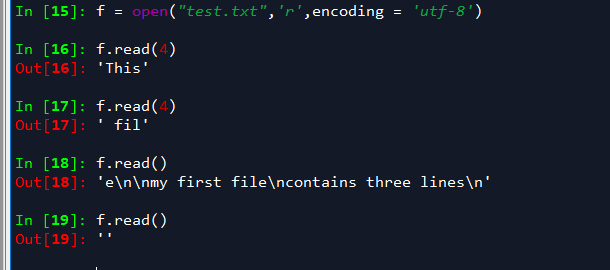 In [15]: f = open("test.txt",'r',encoding = 'utf-8')
In [16]: f.read(4)
Out[16]: 'This'
In [17]: f.read(4)
Out[17]: ' fil'
In [18]: f.read()
Out[18]: 'e\n\nmy first file\ncontains three lines\n'
In [19]: f.read()
Out[19]: ''